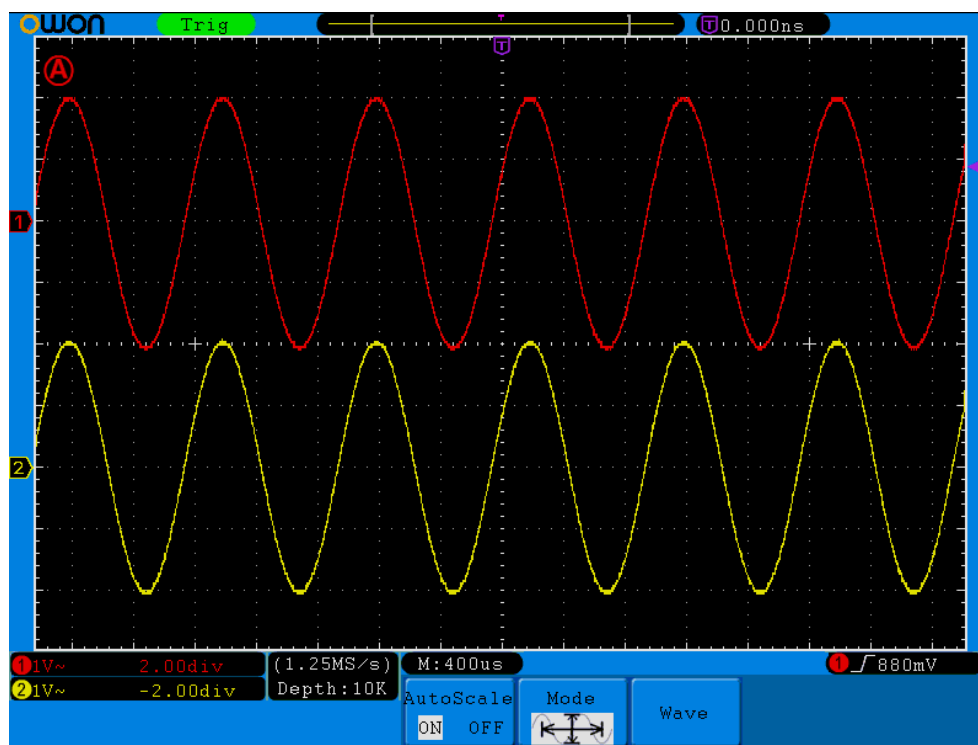 OWON Trig T 0.000ns
T
A
1
2
1 1V~ 2.00div (1.25MS/s) M:400us 1 880mV
2 1V~ -2.00div Depth:10K
AutoScale Mode Wave
ON OFF